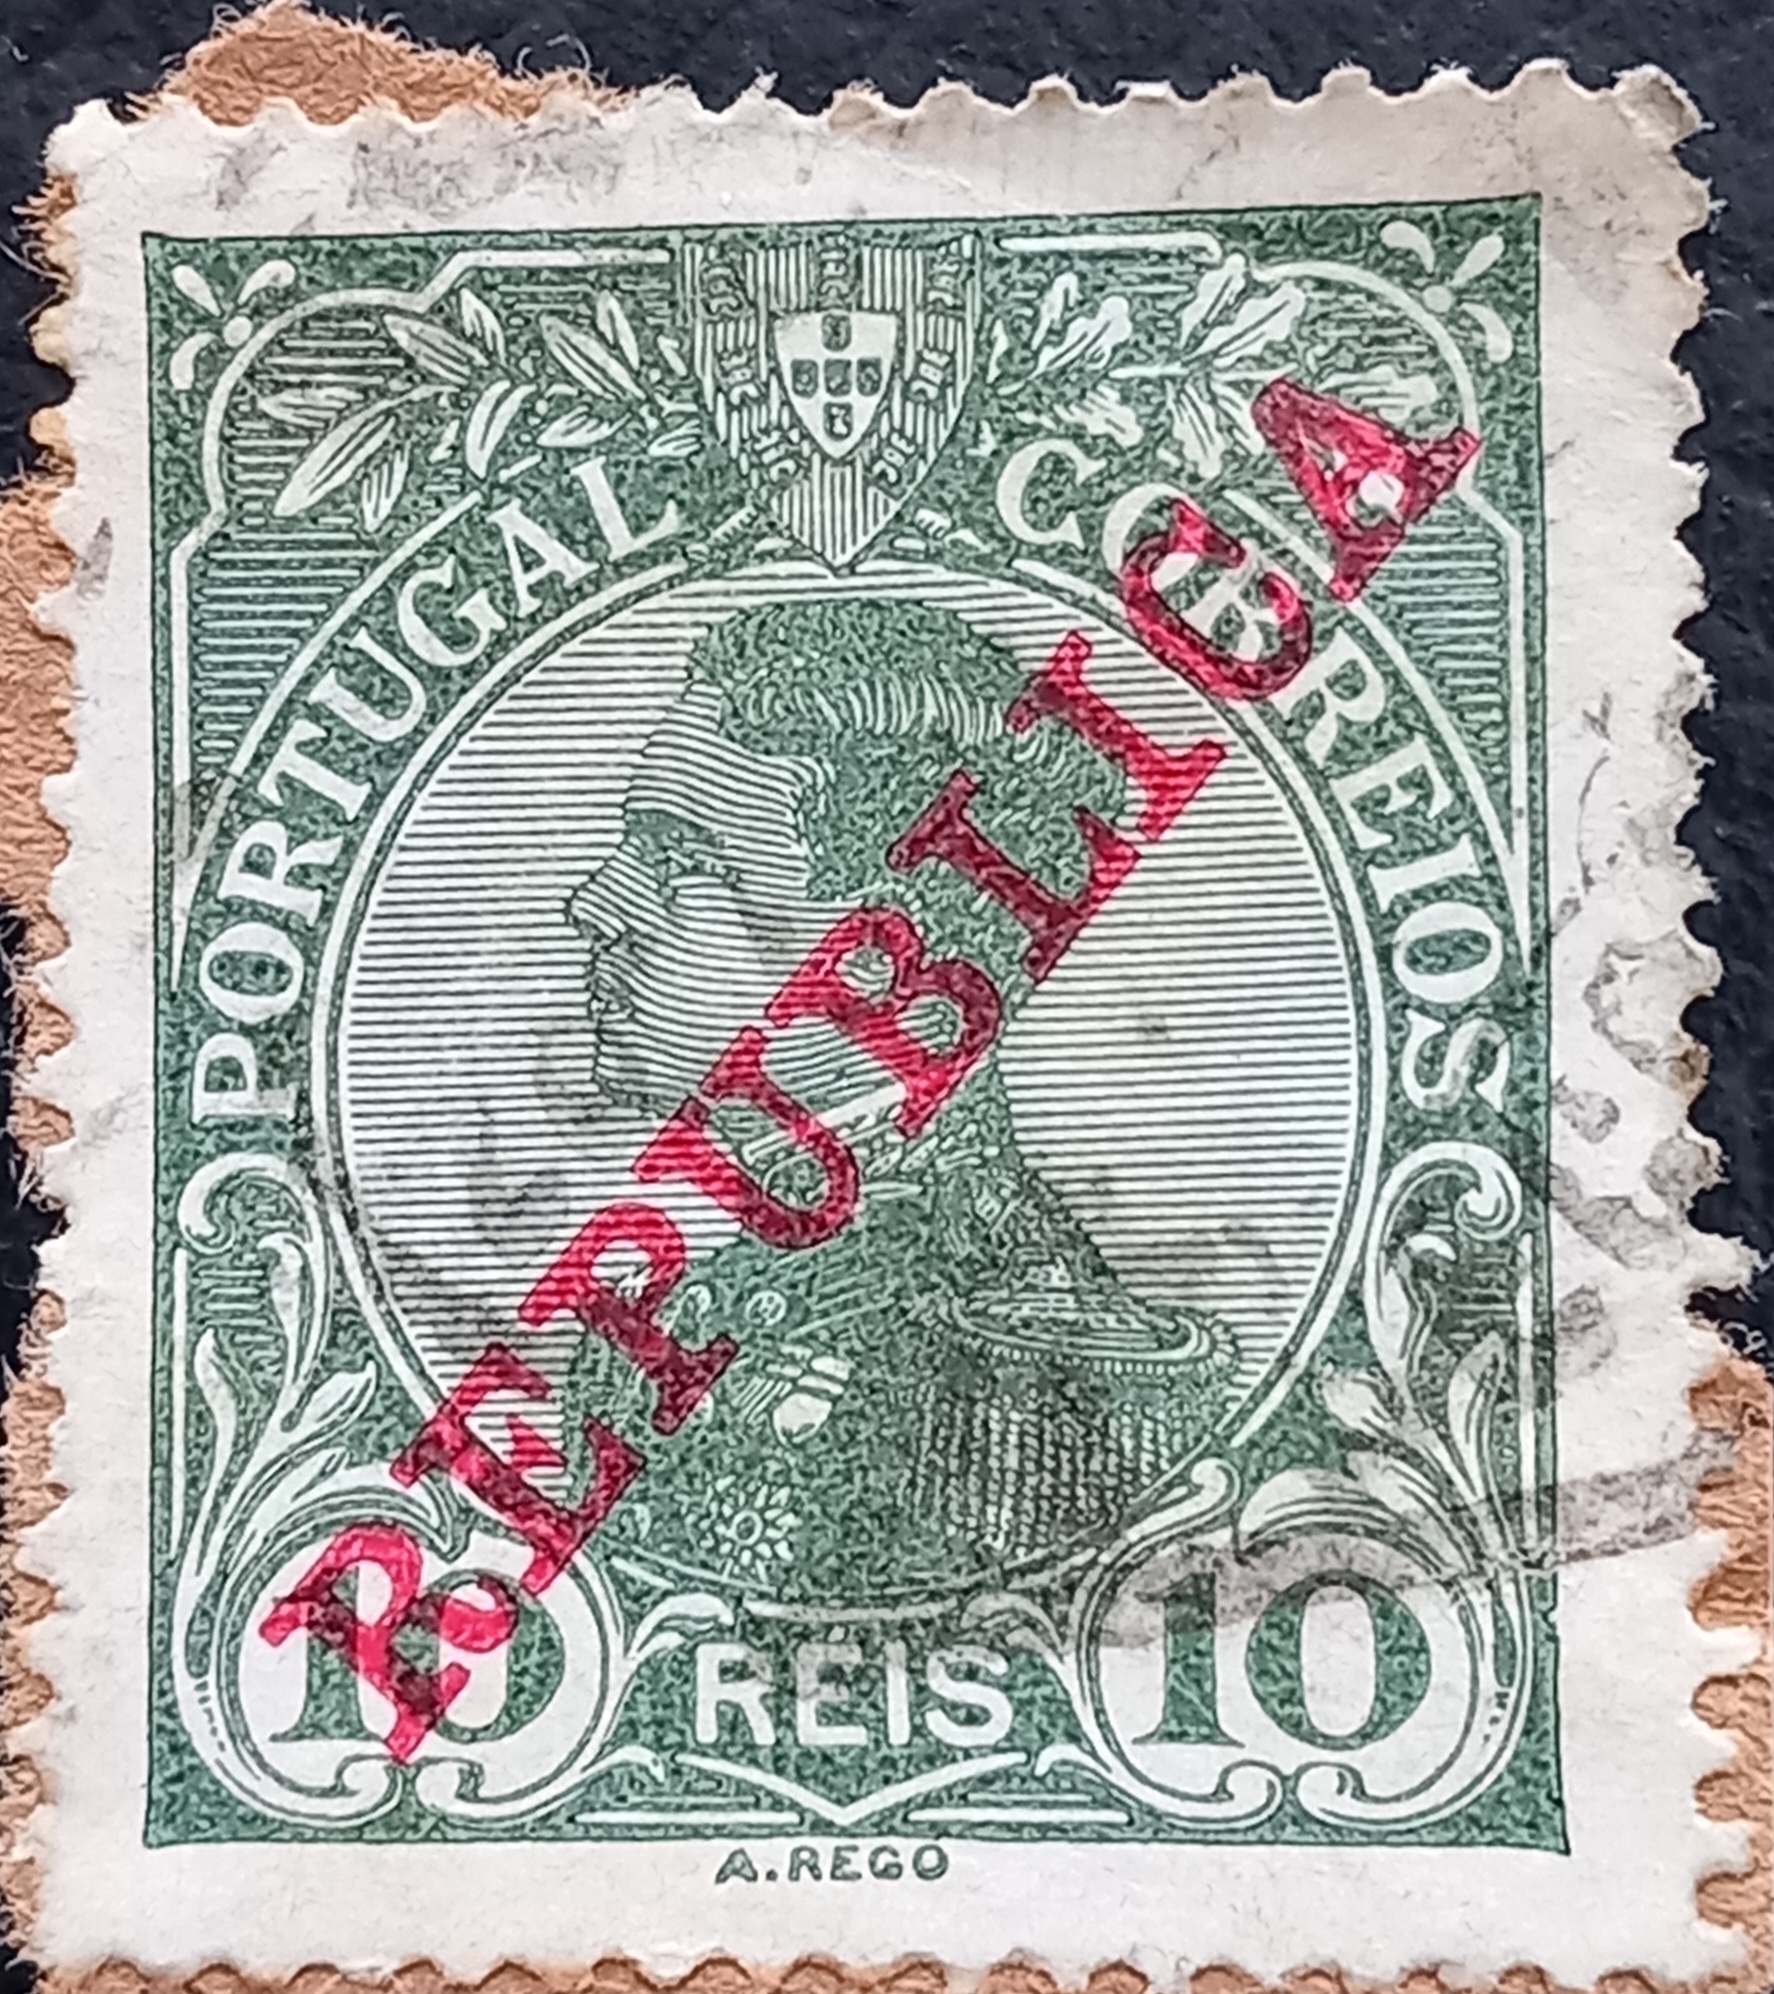 PORTUGAL CORREIOS
REPUBLICA
10 REIS 10
A. REGO